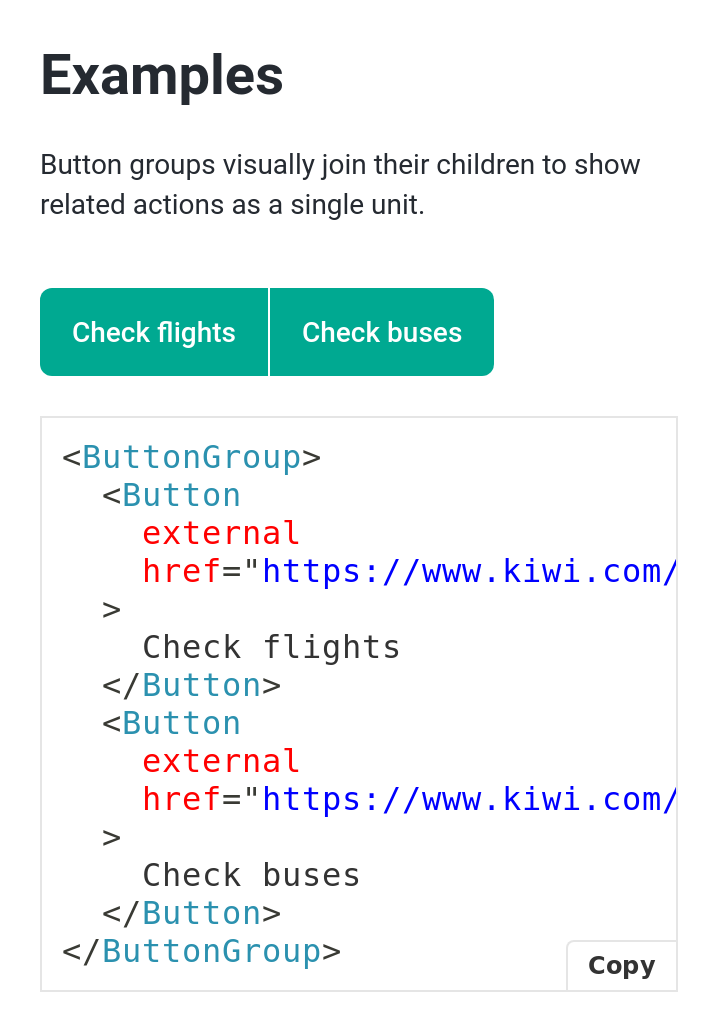 Examples
Button groups visually join their children to show
related actions as a single unit.
Check flights
Check buses
<ButtonGroup>
  <Button
    external
    href="https://www.kiwi.com/
  >
    Check flights
  </Button>
  <Button
    external
    href="https://www.kiwi.com/
  >
    Check buses
  </Button>
</ButtonGroup>
Copy